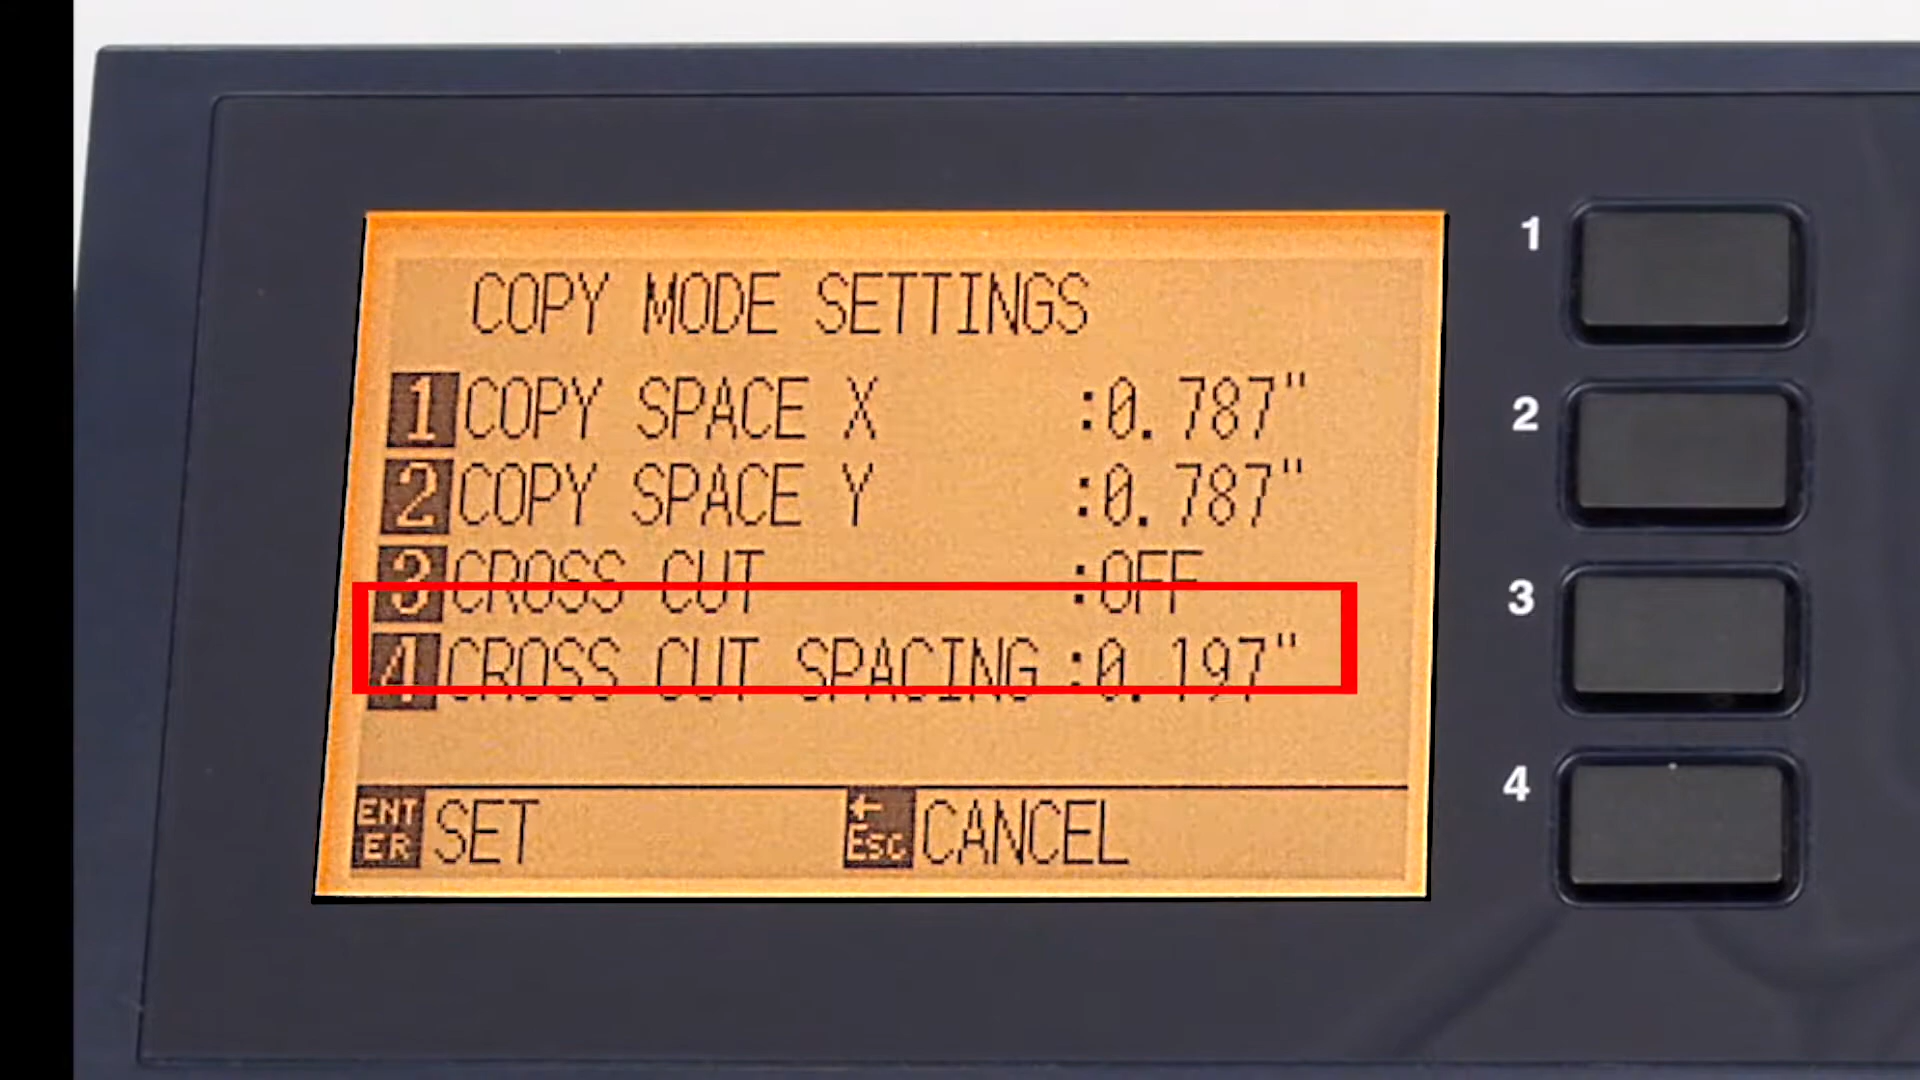 COPY MODE SETTINGS
1 COPY SPACE X :0.787"
2 COPY SPACE Y :0.787"
3 CROSS CUT :OFF
4 CROSS CUT SPACING :0.197"
ENTER SET ←ESC CANCEL
1
2
3
4